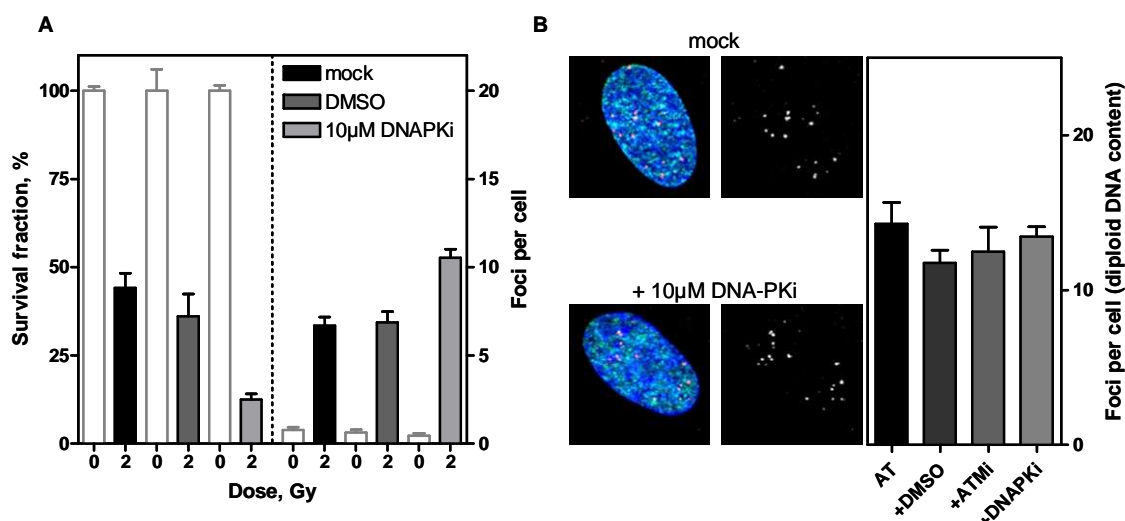 A
mock
DMSO
10µM DNAPKi
Survival fraction, %
100
75
50
25
0
20
15
10
5
0
Foci per cell
0 2 0 2 0 2 0 2 0 2 0 2
Dose, Gy
B
mock
+ 10µM DNA-PKi
20
10
0
Foci per cell (diploid DNA content)
AT
+DMSO
+ATMi
+DNAPKi